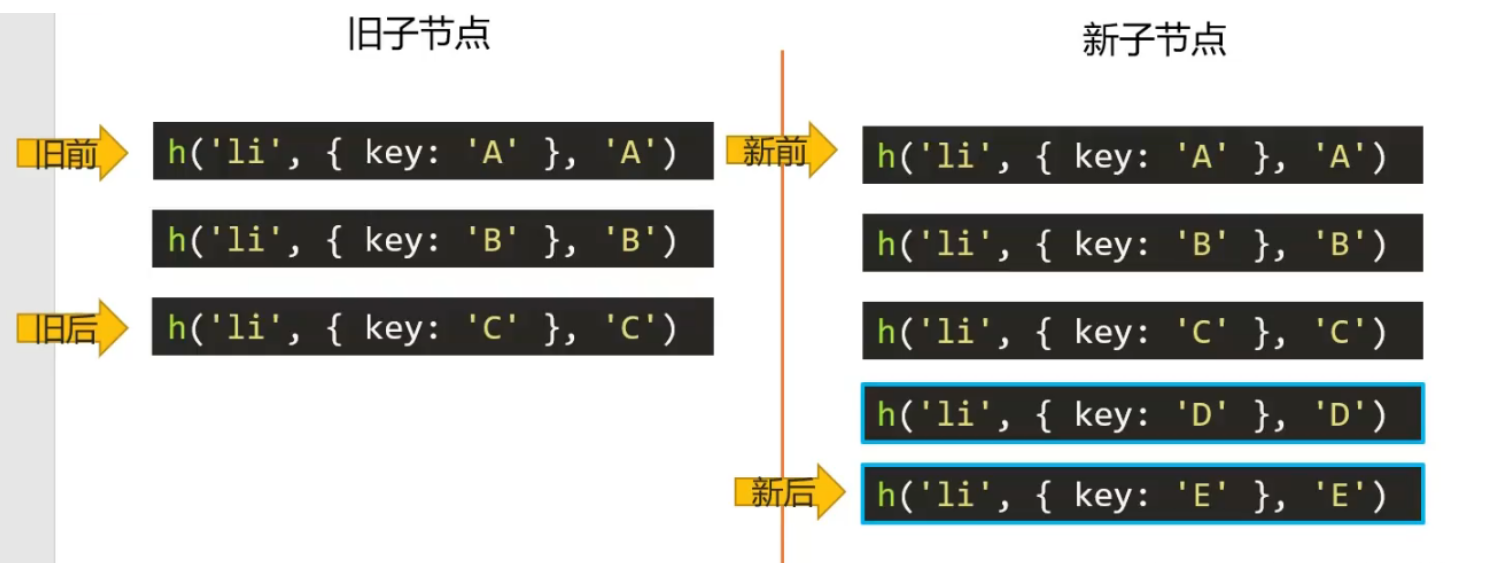 旧子节点
新子节点
旧前
h('li', { key: 'A' }, 'A')
新前
h('li', { key: 'A' }, 'A')
h('li', { key: 'B' }, 'B')
h('li', { key: 'B' }, 'B')
旧后
h('li', { key: 'C' }, 'C')
h('li', { key: 'C' }, 'C')
h('li', { key: 'D' }, 'D')
新后
h('li', { key: 'E' }, 'E')